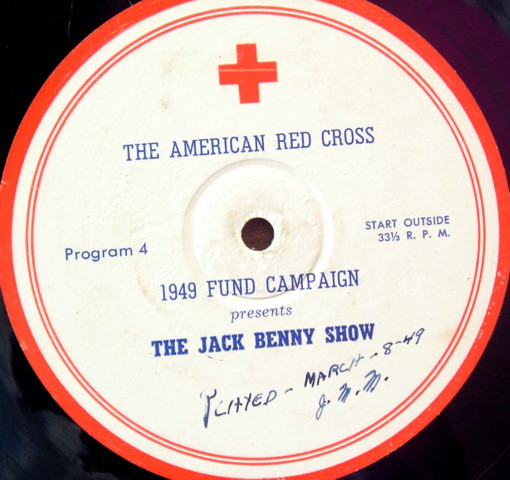 THE AMERICAN RED CROSS
START OUTSIDE
33⅓ R. P. M.
Program 4
1949 FUND CAMPAIGN
presents
THE JACK BENNY SHOW
PLAYED - MARCH - 8-49
J. M. M.